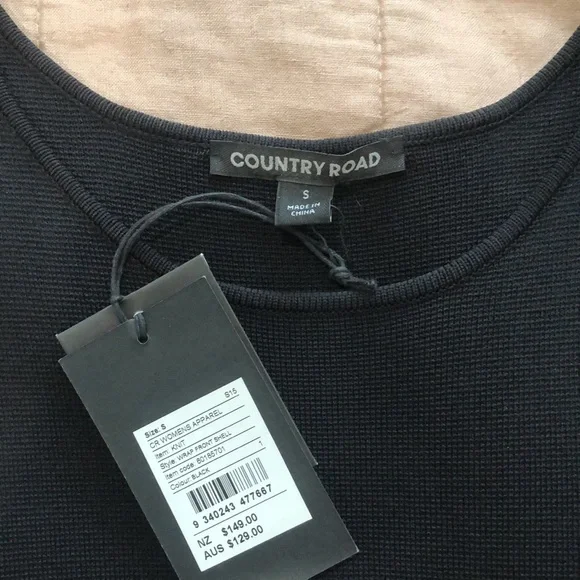 COUNTRY ROAD
S
MADE IN
CHINA
Size: S S15
CR WOMENS APPAREL
Item: KNIT
Style: WRAP FRONT SHELL
Item code: 60185701 1
Colour: BLACK
9 340243 477667
NZ $149.00
AUS $129.00